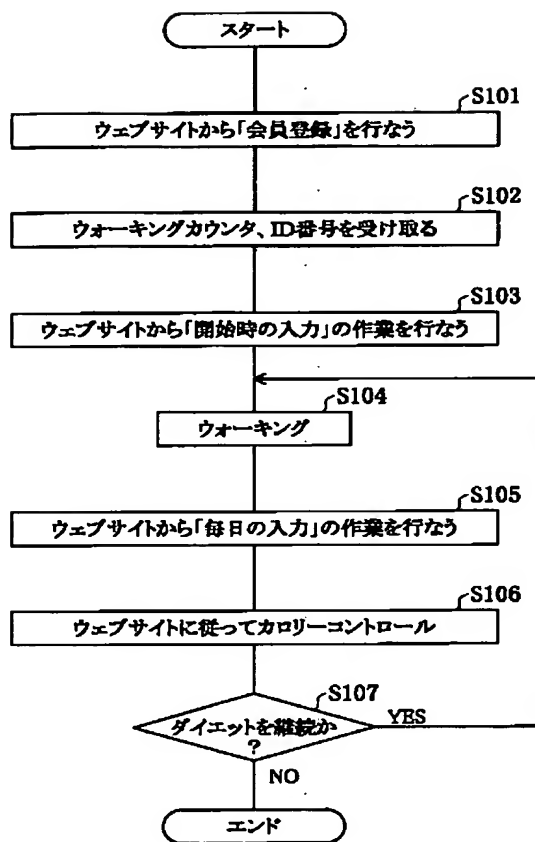 スタート
S101
ウェブサイトから「会員登録」を行なう
S102
ウォーキングカウンタ、ID番号を受け取る
S103
ウェブサイトから「開始時の入力」の作業を行なう
S104
ウォーキング
S105
ウェブサイトから「毎日の入力」の作業を行なう
S106
ウェブサイトに従ってカロリーコントロール
S107
ダイエットを継続か
?
YES
NO
エンド